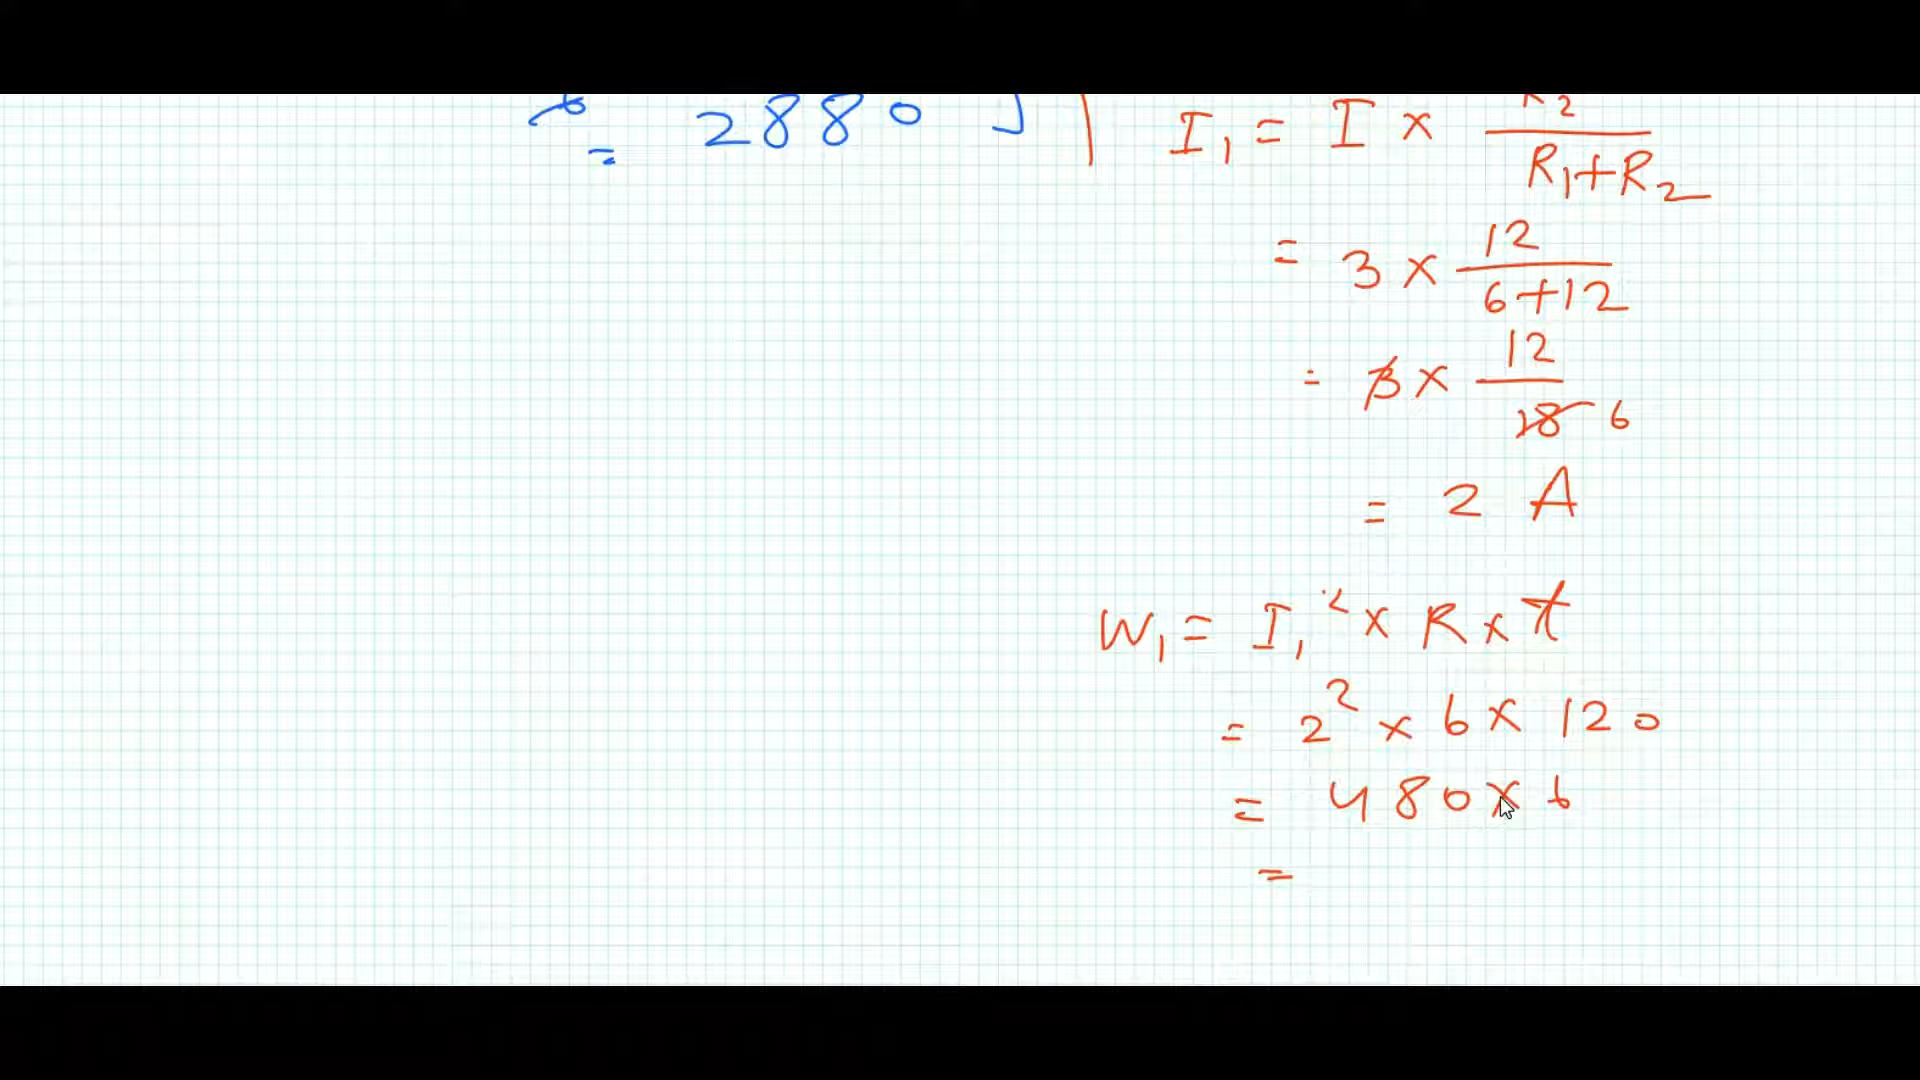 6
= 2880 J
I₁ = I × R₂ / (R₁+R₂)
= 3 × 12 / (6+12)
= 3 × 12 / 18 6
= 2 A
W₁ = I₁² × R × t
= 2² × 6 × 120
= 480 × 6
=